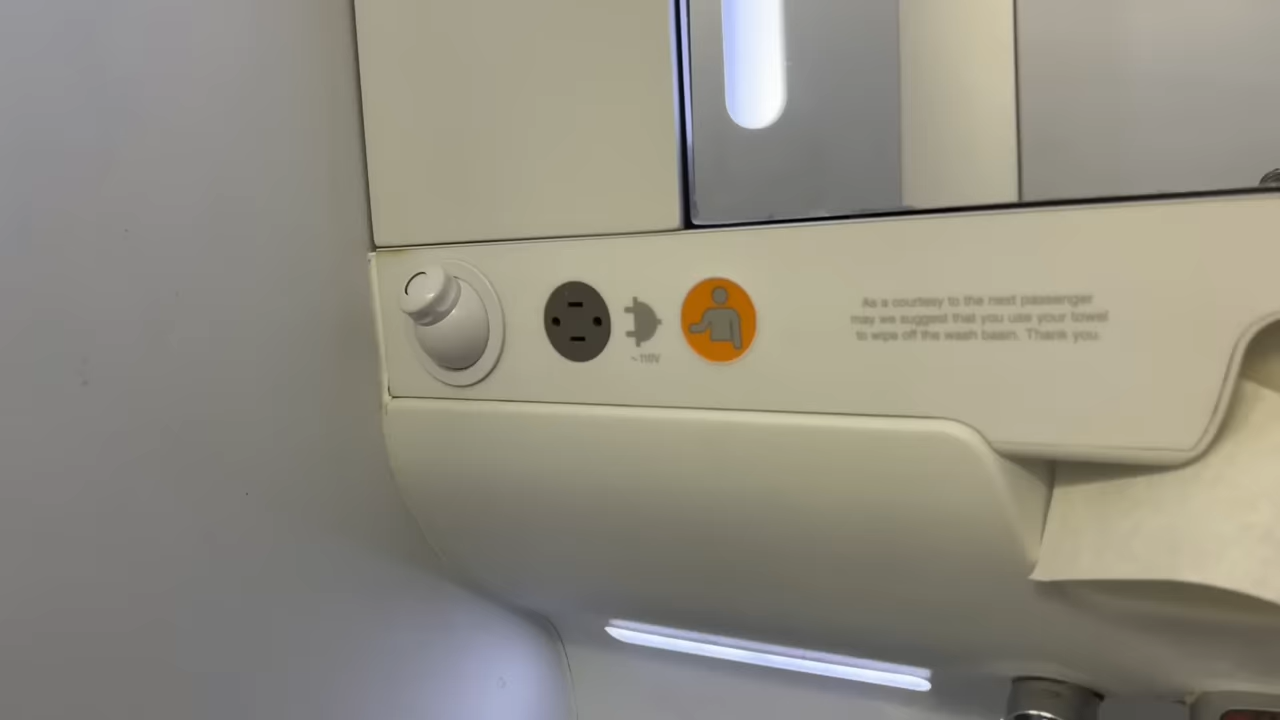 ~110V
As a courtesy to the next passenger
may we suggest that you use your towel
to wipe off the wash basin. Thank you.